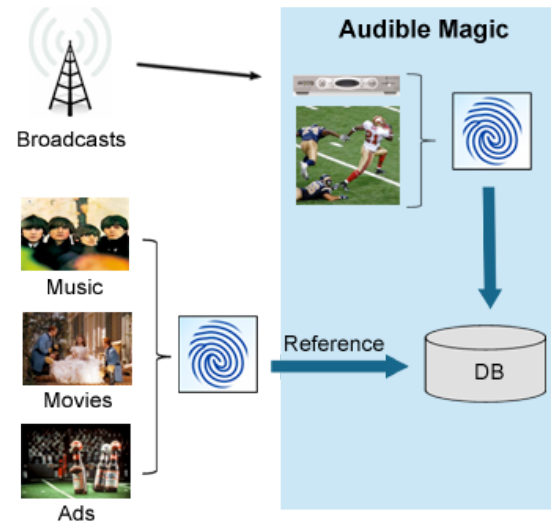 Audible Magic
Broadcasts
Music
Reference
DB
Movies
Ads